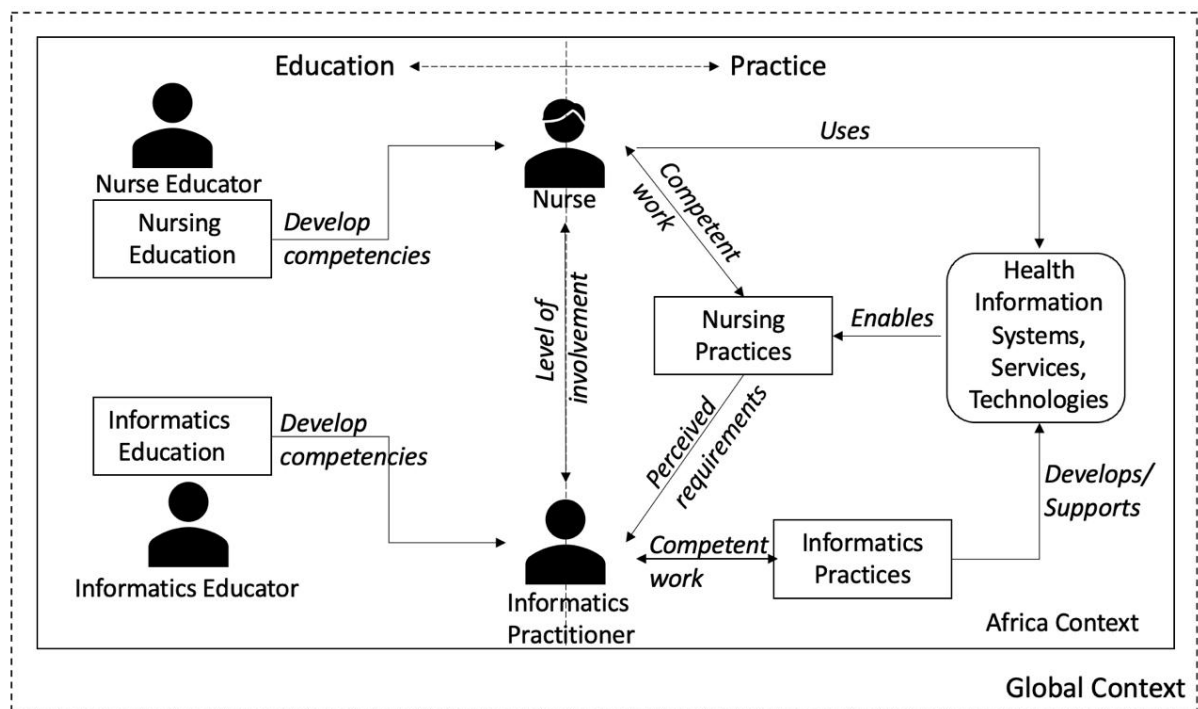 Education
Practice
Nurse Educator
Nursing
Education
Develop
competencies
Nurse
Uses
Competent
work
Level of
involvement
Nursing
Practices
Enables
Health
Information
Systems,
Services,
Technologies
Informatics
Education
Develop
competencies
Informatics Educator
Perceived
requirements
Informatics
Practitioner
Competent
work
Informatics
Practices
Develops/
Supports
Africa Context
Global Context